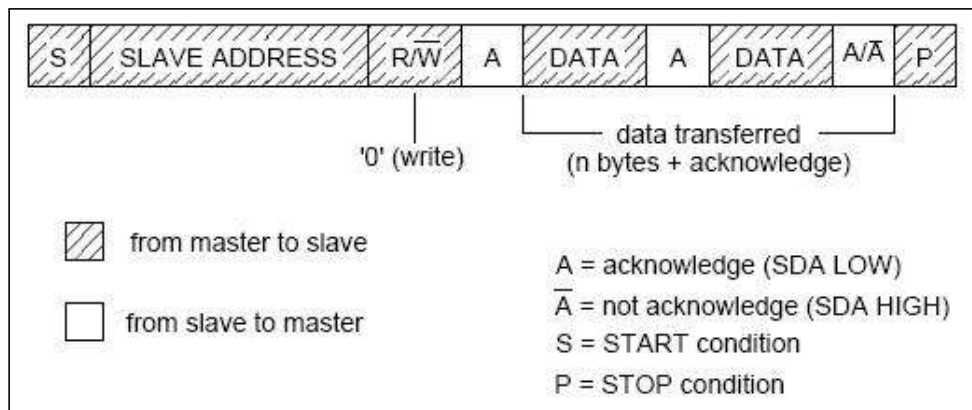 S SLAVE ADDRESS R/W̅ A DATA A DATA A/A̅ P
'0' (write)
data transferred
(n bytes + acknowledge)
from master to slave
from slave to master
A = acknowledge (SDA LOW)
A̅ = not acknowledge (SDA HIGH)
S = START condition
P = STOP condition